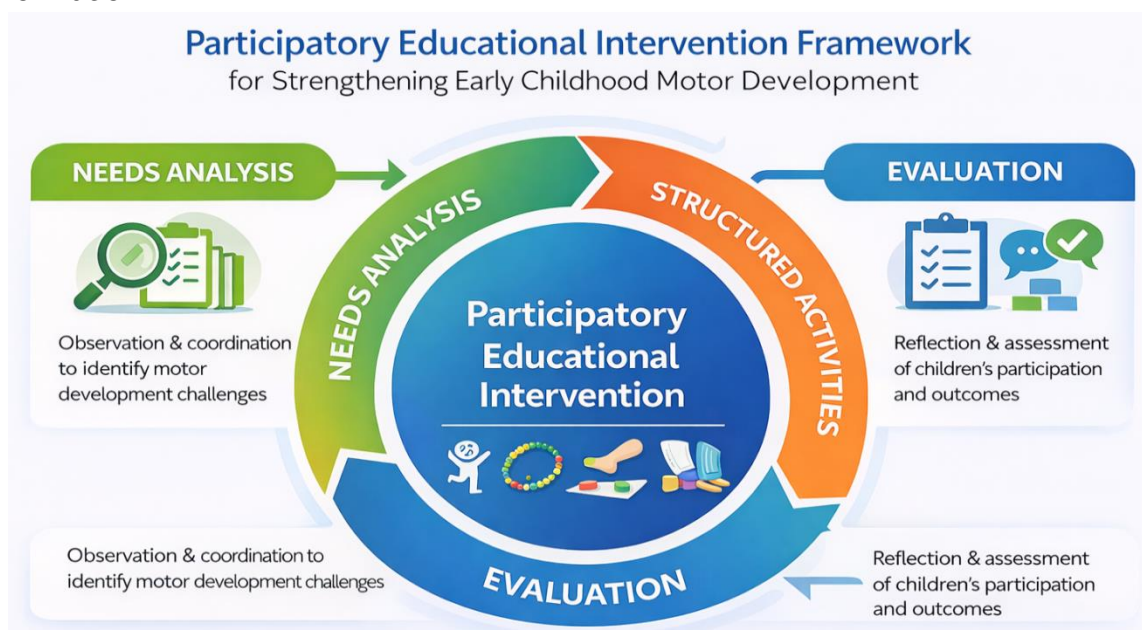 Participatory Educational Intervention Framework
for Strengthening Early Childhood Motor Development
NEEDS ANALYSIS
EVALUATION
NEEDS ANALYSIS
STRUCTURED ACTIVITIES
Observation & coordination
to identify motor
development challenges
Participatory
Educational
Intervention
Reflection & assessment
of children's participation
and outcomes
Observation & coordination to
identify motor development challenges
EVALUATION
Reflection & assessment
of children's participation
and outcomes